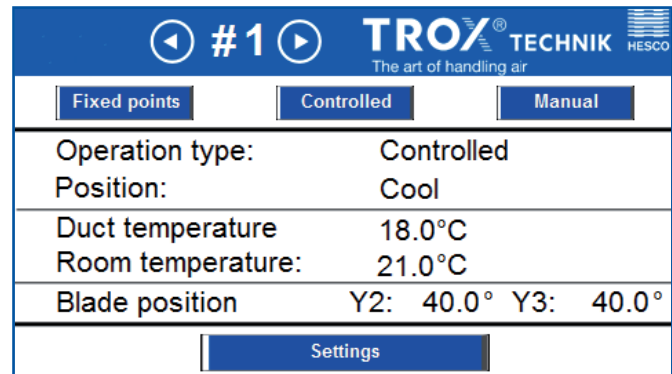 #1 TROX® TECHNIK HESCO
The art of handling air
Fixed points Controlled Manual
Operation type: Controlled
Position: Cool
Duct temperature 18.0°C
Room temperature: 21.0°C
Blade position Y2: 40.0° Y3: 40.0°
Settings